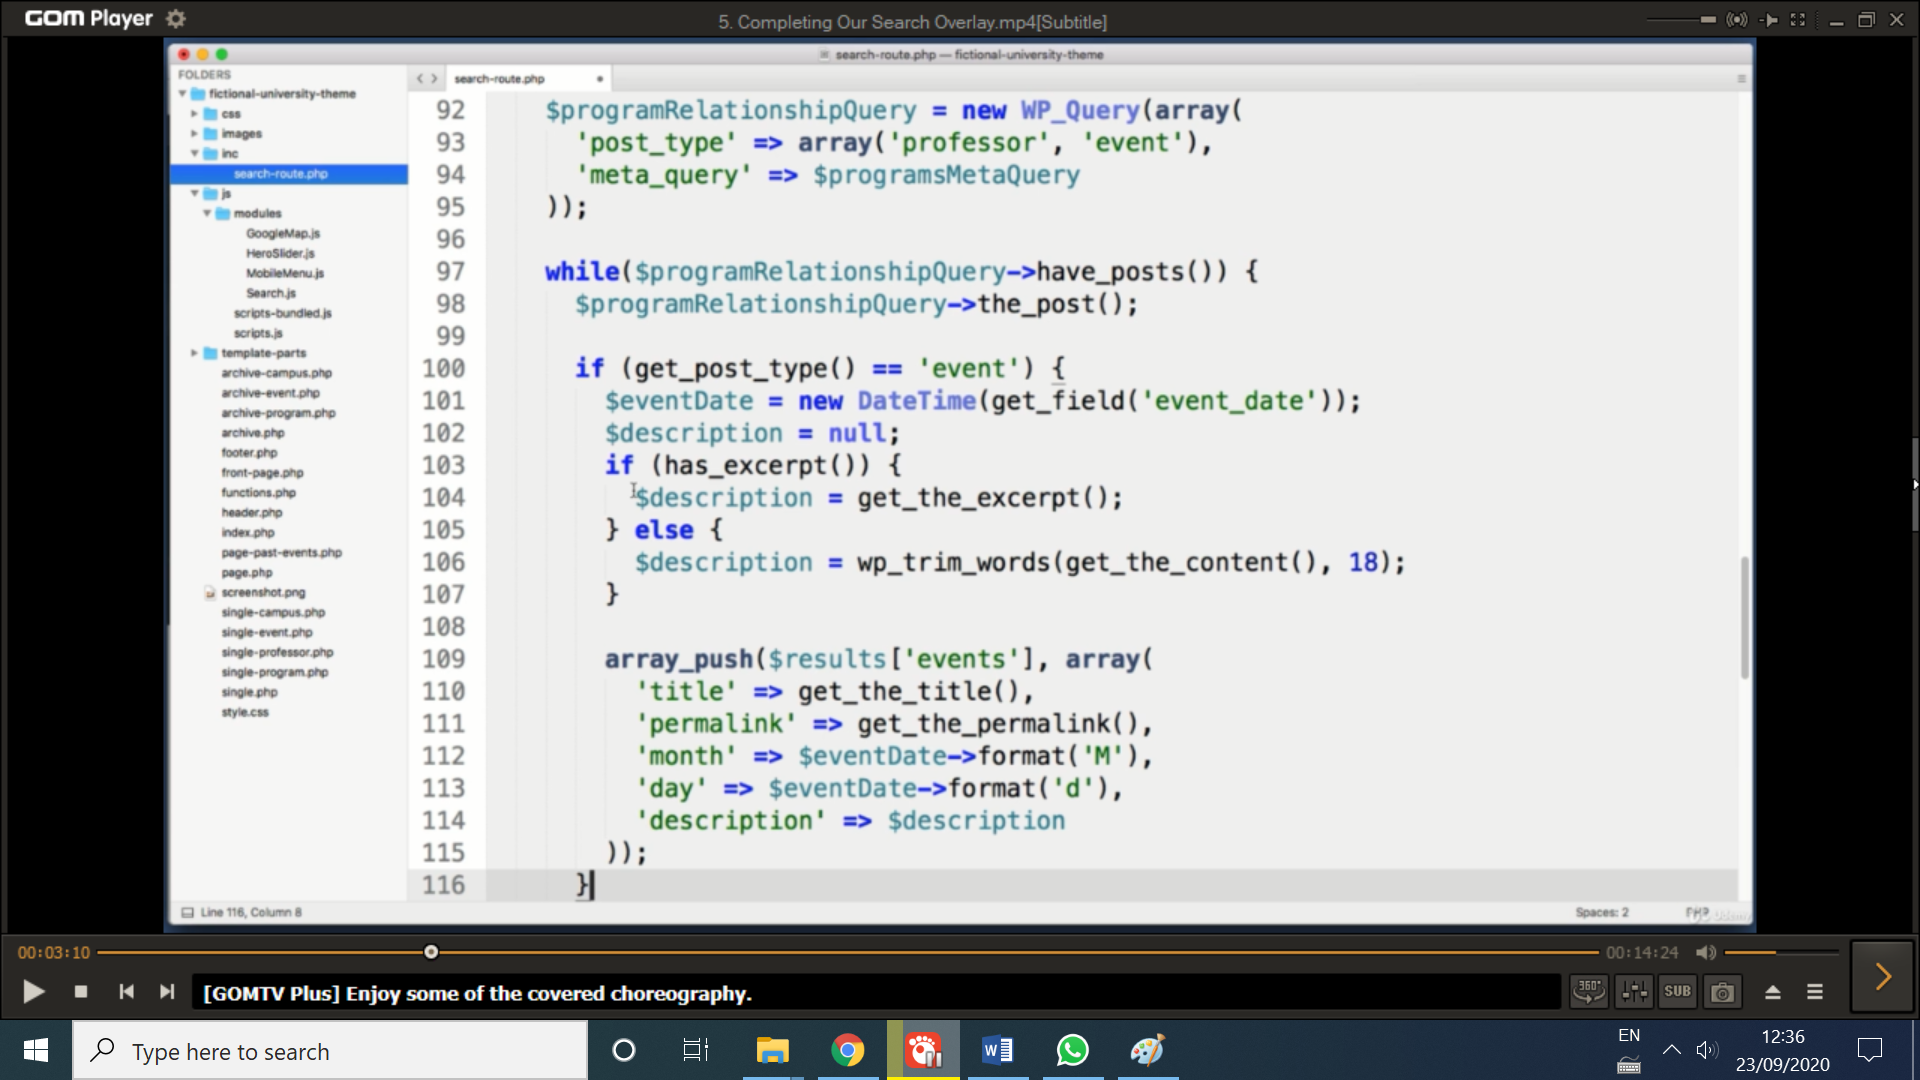 GOM Player
5. Completing Our Search Overlay.mp4[Subtitle]
search-route.php — fictional-university-theme
FOLDERS
fictional-university-theme
css
images
inc
search-route.php
js
modules
GoogleMap.js
HeroSlider.js
MobileMenu.js
Search.js
scripts-bundled.js
scripts.js
template-parts
archive-campus.php
archive-event.php
archive-program.php
archive.php
footer.php
front-page.php
functions.php
header.php
index.php
page-past-events.php
page.php
screenshot.png
single-campus.php
single-event.php
single-professor.php
single-program.php
single.php
style.css
search-route.php
92 $programRelationshipQuery = new WP_Query(array(
93 'post_type' => array('professor', 'event'),
94 'meta_query' => $programsMetaQuery
95 ));
96
97 while($programRelationshipQuery->have_posts()) {
98 $programRelationshipQuery->the_post();
99
100 if (get_post_type() == 'event') {
101 $eventDate = new DateTime(get_field('event_date'));
102 $description = null;
103 if (has_excerpt()) {
104 $description = get_the_excerpt();
105 } else {
106 $description = wp_trim_words(get_the_content(), 18);
107 }
108
109 array_push($results['events'], array(
110 'title' => get_the_title(),
111 'permalink' => get_the_permalink(),
112 'month' => $eventDate->format('M'),
113 'day' => $eventDate->format('d'),
114 'description' => $description
115 ));
116 }
Line 116, Column 8
Spaces: 2
PHP
Udemy
00:03:10
00:14:24
[GOMTV Plus] Enjoy some of the covered choreography.
360°
SUB
Type here to search
EN
12:36
23/09/2020